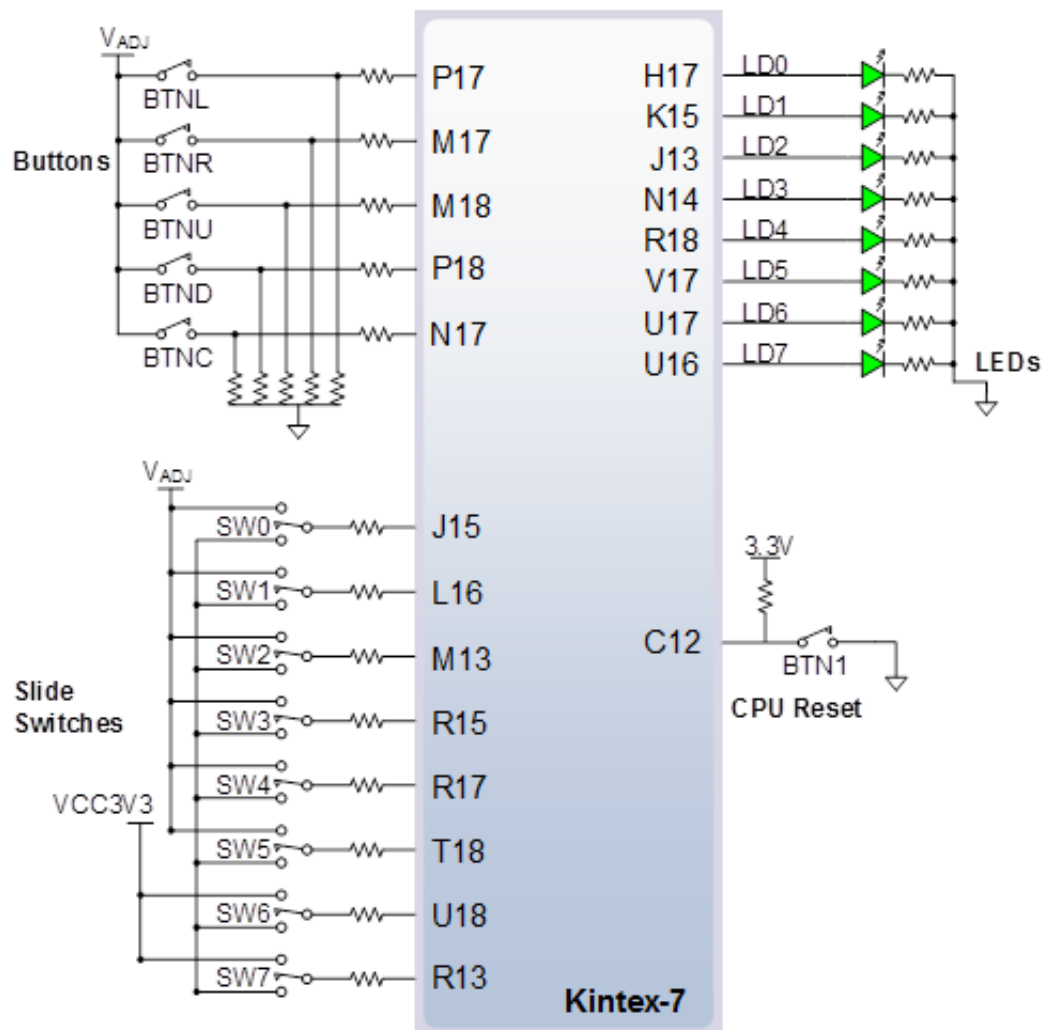 VADJ
BTNL
BTNR
BTNU
BTND
BTNC
Buttons
P17
M17
M18
P18
N17
H17
K15
J13
N14
R18
V17
U17
U16
LD0
LD1
LD2
LD3
LD4
LD5
LD6
LD7
LEDs
VADJ
SW0
SW1
SW2
SW3
SW4
SW5
SW6
SW7
Slide
Switches
VCC3V3
J15
L16
M13
R15
R17
T18
U18
R13
C12
3.3V
BTN1
CPU Reset
Kintex-7